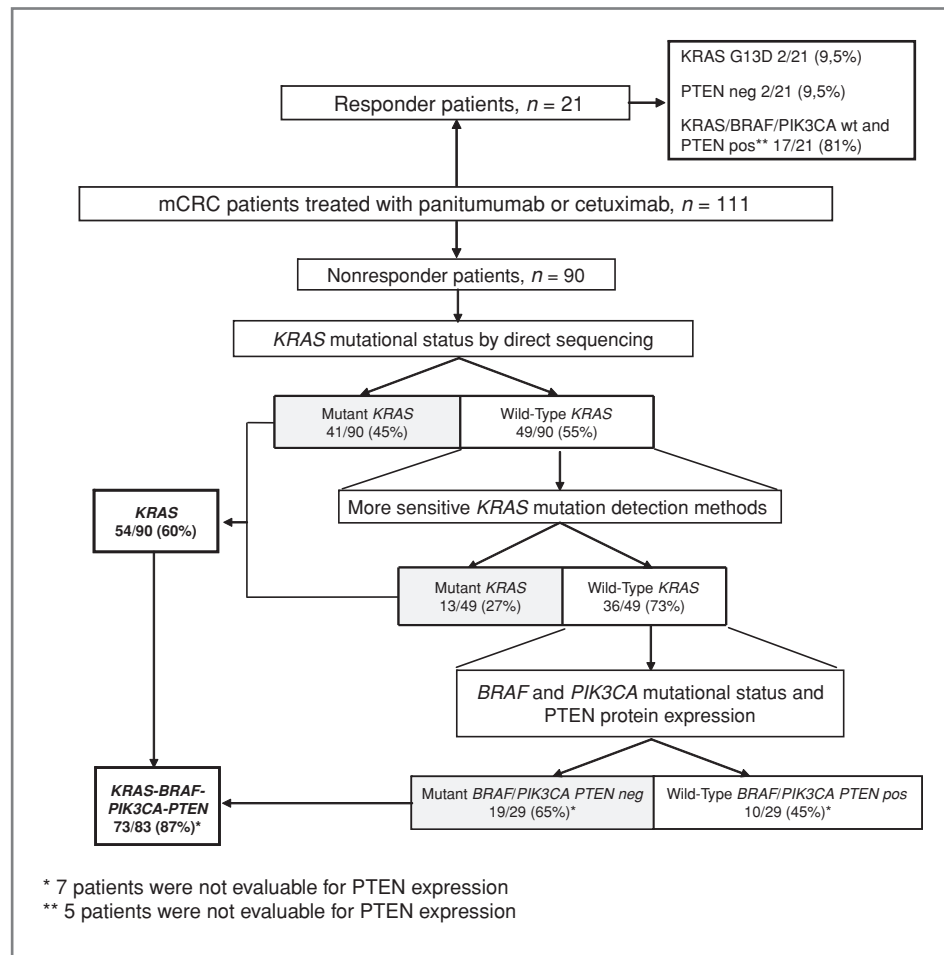 KRAS G13D 2/21 (9,5%)
PTEN neg 2/21 (9,5%)
KRAS/BRAF/PIK3CA wt and
PTEN pos** 17/21 (81%)
Responder patients, n = 21
mCRC patients treated with panitumumab or cetuximab, n = 111
Nonresponder patients, n = 90
KRAS mutational status by direct sequencing
Mutant KRAS
41/90 (45%)
Wild-Type KRAS
49/90 (55%)
More sensitive KRAS mutation detection methods
KRAS
54/90 (60%)
Mutant KRAS
13/49 (27%)
Wild-Type KRAS
36/49 (73%)
BRAF and PIK3CA mutational status and
PTEN protein expression
KRAS-BRAF-
PIK3CA-PTEN
73/83 (87%)*
Mutant BRAF/PIK3CA PTEN neg
19/29 (65%)*
Wild-Type BRAF/PIK3CA PTEN pos
10/29 (45%)*
* 7 patients were not evaluable for PTEN expression
** 5 patients were not evaluable for PTEN expression